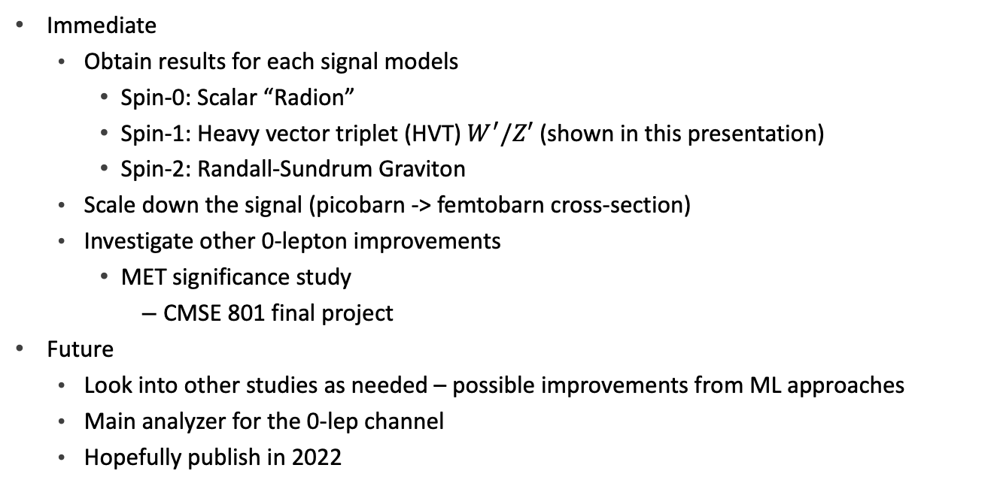 • Immediate
• Obtain results for each signal models
• Spin-0: Scalar “Radion”
• Spin-1: Heavy vector triplet (HVT) W′/Z′ (shown in this presentation)
• Spin-2: Randall-Sundrum Graviton
• Scale down the signal (picobarn -> femtobarn cross-section)
• Investigate other 0-lepton improvements
• MET significance study
– CMSE 801 final project
• Future
• Look into other studies as needed – possible improvements from ML approaches
• Main analyzer for the 0-lep channel
• Hopefully publish in 2022